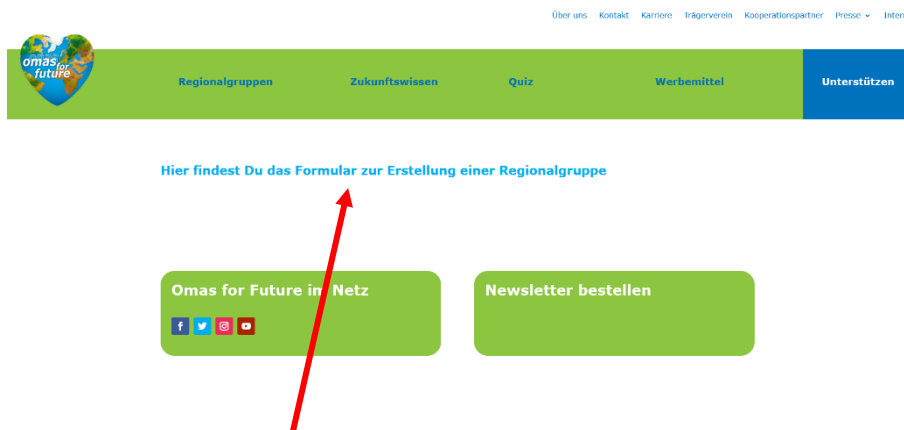 Über uns Kontakt Karriere Trägerverein Kooperationspartner Presse Intern
omas for future
Regionalgruppen Zukunftswissen Quiz Werbemittel Unterstützen
Hier findest Du das Formular zur Erstellung einer Regionalgruppe
Omas for Future im Netz Newsletter bestellen